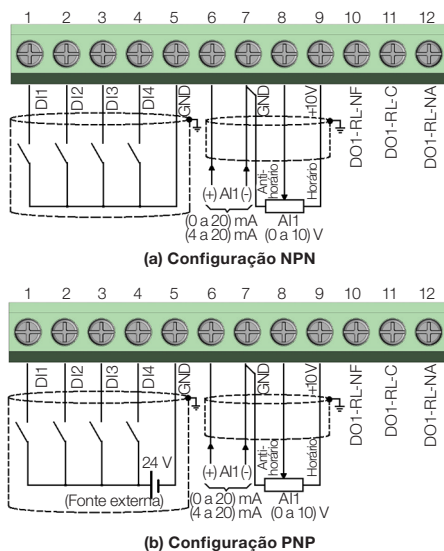 1 2 3 4 5 6 7 8 9 10 11 12
DI1 DI2 DI3 DI4 GND GND +10V DO1-RL-NF DO1-RL-C DO1-RL-NA
Anti-horário Horário
(+) AI1 (-)
(0 a 20) mA
(4 a 20) mA
AI1
(0 a 10) V
(a) Configuração NPN
1 2 3 4 5 6 7 8 9 10 11 12
DI1 DI2 DI3 DI4 GND GND +10V DO1-RL-NF DO1-RL-C DO1-RL-NA
24 V
(Fonte externa)
Anti-horário Horário
(+) AI1 (-)
(0 a 20) mA
(4 a 20) mA
AI1
(0 a 10) V
(b) Configuração PNP